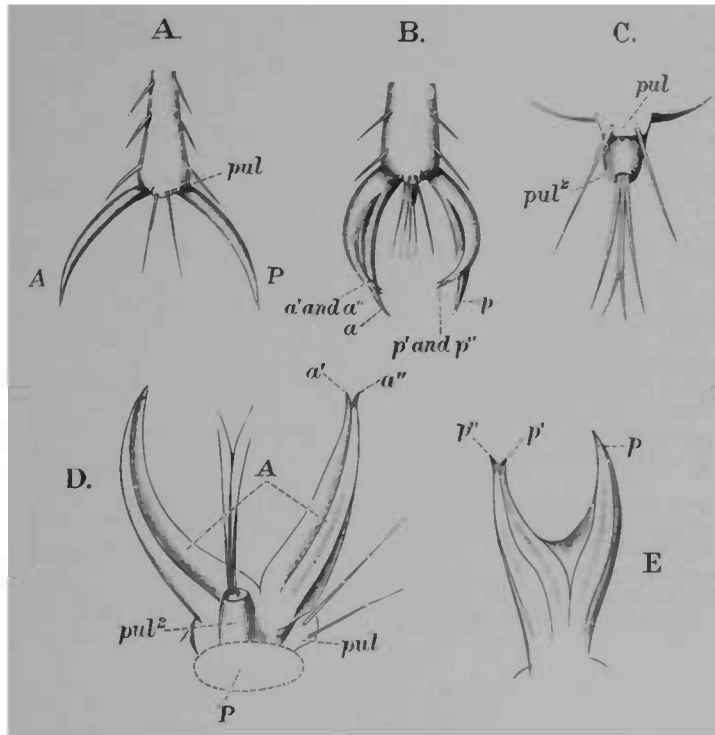 A.
B.
C.
pul
pul
pul²
A
P
a' and a"
a
p
p' and p"
a'
a"
p"
p'
p
D.
A
E
pul²
pul
P